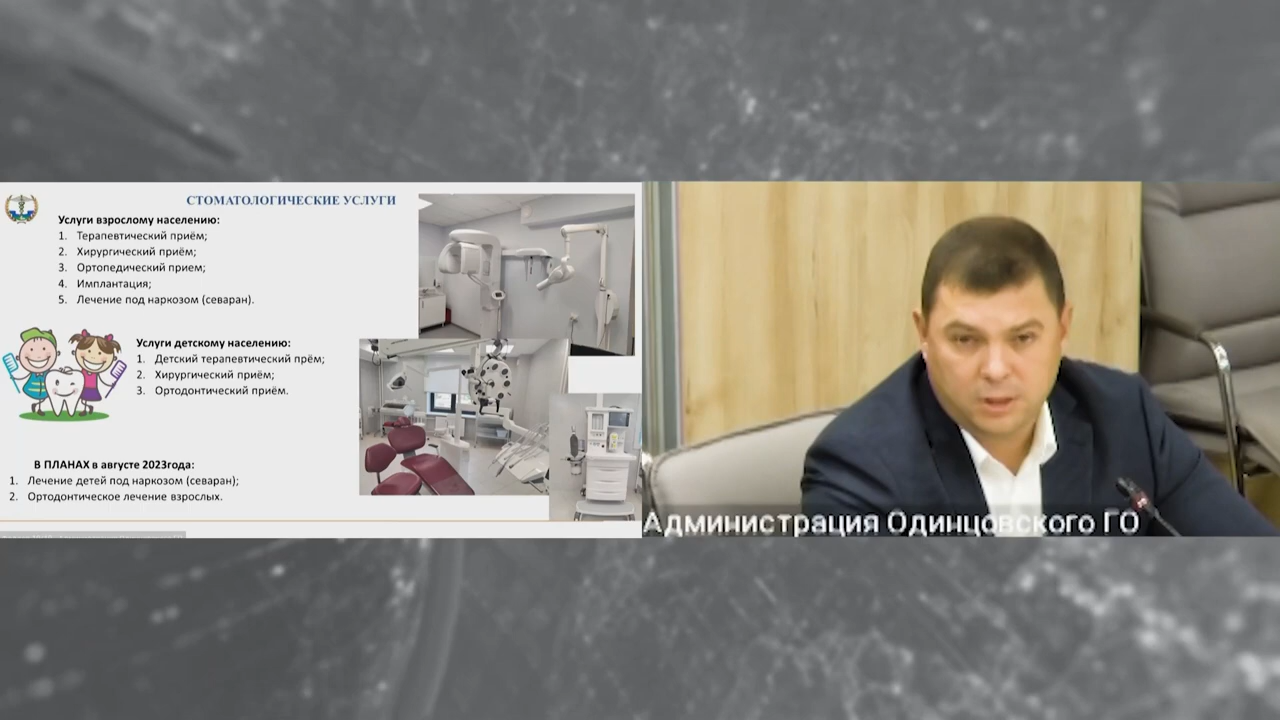 СТОМАТОЛОГИЧЕСКИЕ УСЛУГИ
Услуги взрослому населению:
1. Терапевтический приём;
2. Хирургический приём;
3. Ортопедический прием;
4. Имплантация;
5. Лечение под наркозом (севаран).
Услуги детскому населению:
1. Детский терапевтический прём;
2. Хирургический приём;
3. Ортодонтический приём.
В ПЛАНАХ в августе 2023года:
1. Лечение детей под наркозом (севаран);
2. Ортодонтическое лечение взрослых.
Администрация Одинцовского ГО